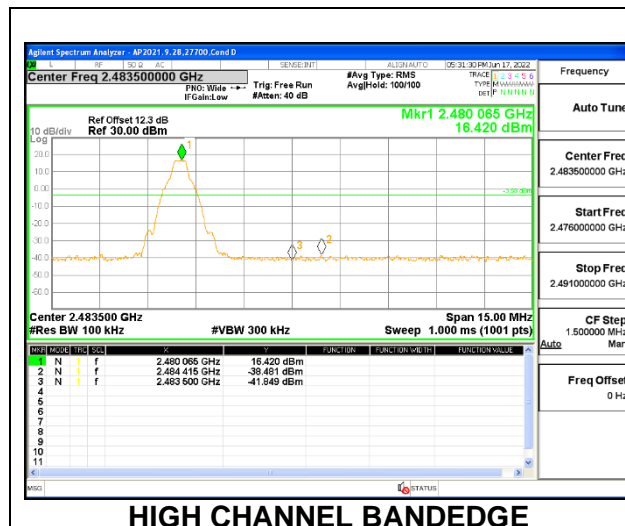 Agilent Spectrum Analyzer - AP2021.9.28,27700,Cond D
L RF 50 Ω AC SENSE:INT ALIGN AUTO 05:31:30 PM Jun 17, 2022
Center Freq 2.483500000 GHz
PNO: Wide
IFGain:Low
Trig: Free Run
#Atten: 40 dB
#Avg Type: RMS
Avg|Hold: 100/100
TRACE 1 2 3 4 5 6
TYPE M
DET P N N N N N
Frequency
Auto Tune
Center Freq
2.483500000 GHz
Start Freq
2.476000000 GHz
Stop Freq
2.491000000 GHz
CF Step
1.500000 MHz
Auto Man
Freq Offset
0 Hz
Mkr1 2.480 065 GHz
16.420 dBm
Ref Offset 12.3 dB
10 dB/div Ref 30.00 dBm
Log
20.0
10.0
0.00
-10.0
-20.0
-30.0
-40.0
-50.0
-60.0
1
2
3
Center 2.483500 GHz Span 15.00 MHz
#Res BW 100 kHz #VBW 300 kHz Sweep 1.000 ms (1001 pts)
MKR MODE TRC SCL X Y FUNCTION FUNCTION WIDTH FUNCTION VALUE
1 N 1 f 2.480 065 GHz 16.420 dBm
2 N 1 f 2.484 415 GHz -38.481 dBm
3 N 1 f 2.483 500 GHz -41.849 dBm
4
5
6
7
8
9
10
11
MSG STATUS
HIGH CHANNEL BANDEDGE